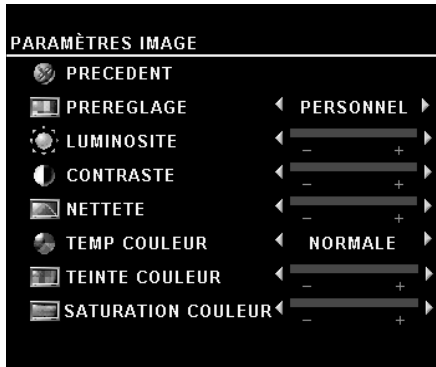 PARAMÈTRES IMAGE
PRECEDENT
PREREGLAGE PERSONNEL
LUMINOSITE - +
CONTRASTE - +
NETTETE - +
TEMP COULEUR NORMALE
TEINTE COULEUR - +
SATURATION COULEUR - +